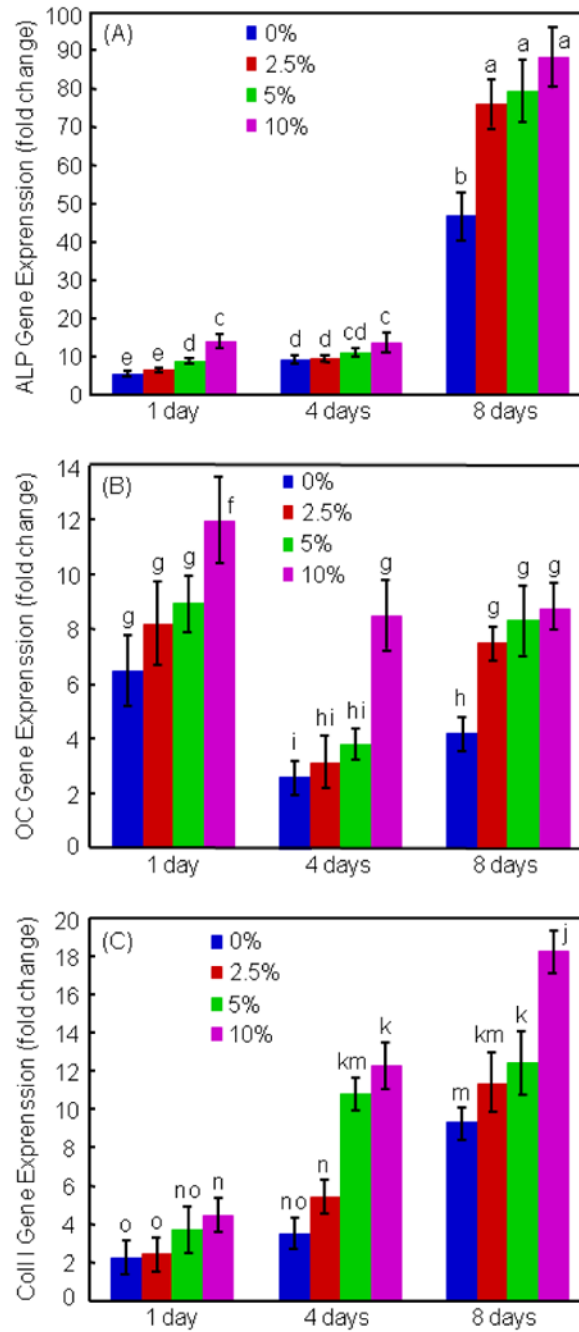 ALP Gene Exprenssion (fold change)
(A)
0%
2.5%
5%
10%
100
90
80
70
60
50
40
30
20
10
0
e e d c
d d cd c
b a a a
1 day 4 days 8 days
OC Gene Exprenssion (fold change)
(B)
0%
2.5%
5%
10%
14
12
10
8
6
4
2
0
g g g f
i hi hi g
h g g g
1 day 4 days 8 days
Coll I Gene Exprenssion (fold change)
(C)
0%
2.5%
5%
10%
20
18
16
14
12
10
8
6
4
2
0
o o no n
no n km k
m km k j
1 day 4 days 8 days